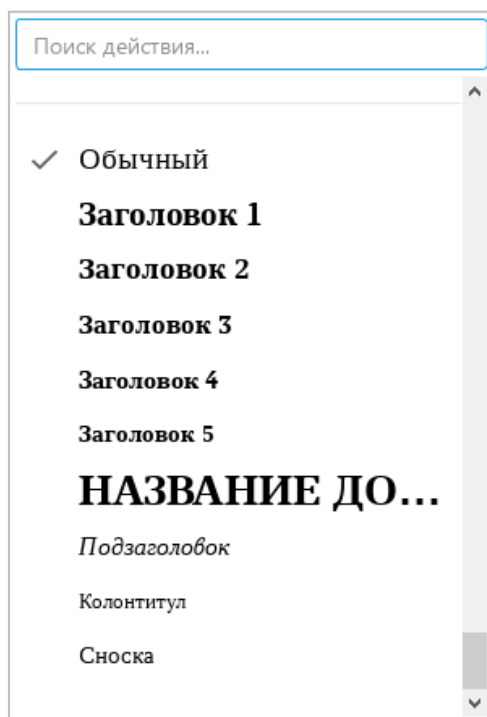 Поиск действия...
Обычный
Заголовок 1
Заголовок 2
Заголовок 3
Заголовок 4
Заголовок 5
НАЗВАНИЕ ДО...
Подзаголовок
Колонтитул
Сноска